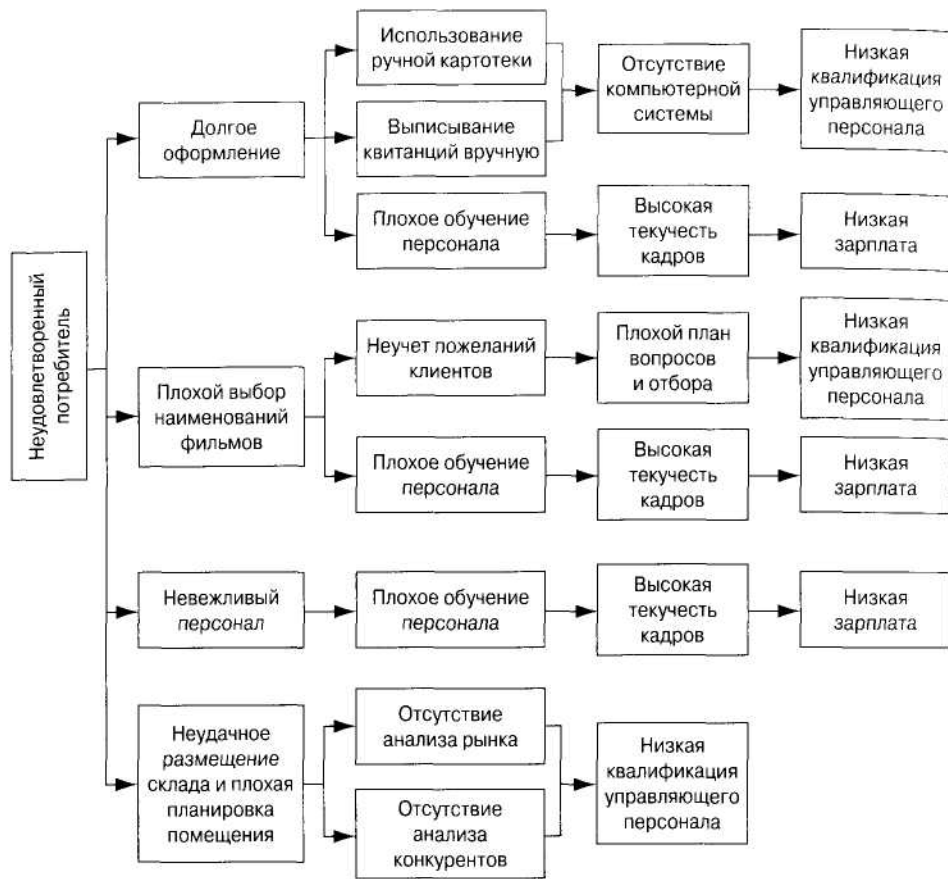 Неудовлетворенный
потребитель
Долгое
оформление
Использование
ручной картотеки
Выписывание
квитанций вручную
Отсутствие
компьютерной
системы
Низкая
квалификация
управляющего
персонала
Плохое обучение
персонала
Высокая
текучесть
кадров
Низкая
зарплата
Плохой выбор
наименований
фильмов
Неучет пожеланий
клиентов
Плохой план
вопросов
и отбора
Низкая
квалификация
управляющего
персонала
Плохое обучение
персонала
Высокая
текучесть
кадров
Низкая
зарплата
Невежливый
персонал
Плохое обучение
персонала
Высокая
текучесть
кадров
Низкая
зарплата
Неудачное
размещение
склада и плохая
планировка
помещения
Отсутствие
анализа рынка
Отсутствие
анализа
конкурентов
Низкая
квалификация
управляющего
персонала